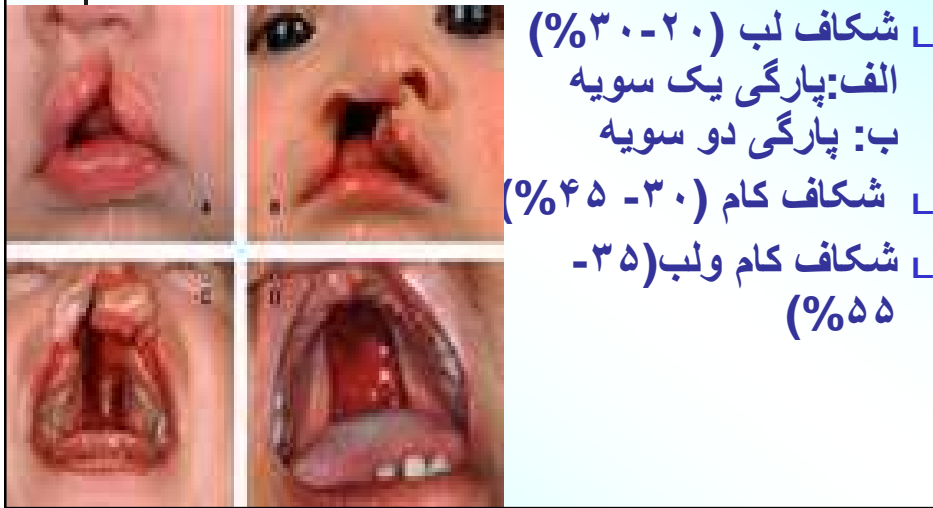 شکاف لب (۲۰-۳۰%)
الف:پارگی یک سویه
ب: پارگی دو سویه
شکاف کام (۳۰- ۴۵%)
شکاف کام ولب(۳۵-
۵۵%)